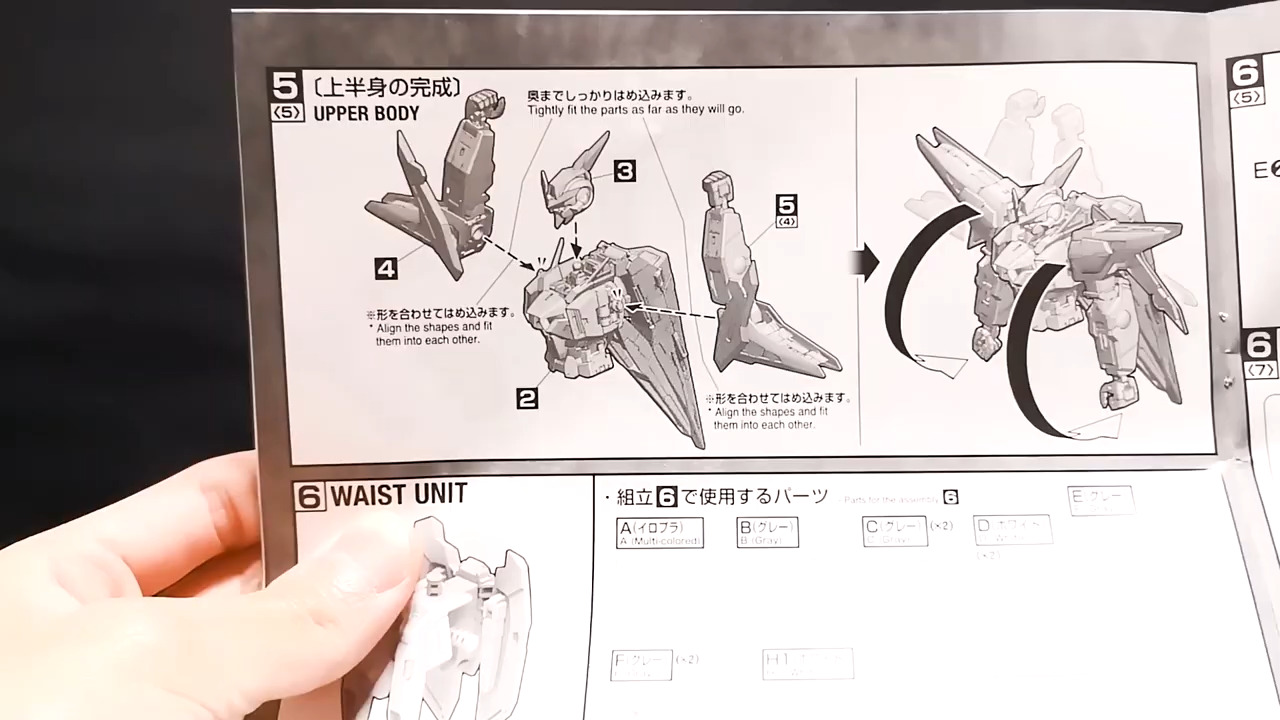 5 〔上半身の完成〕
〈5〉 UPPER BODY
奥までしっかりはめ込みます。
Tightly fit the parts as far as they will go.
3
5
〈4〉
4
※形を合わせてはめ込みます。
* Align the shapes and fit
them into each other.
2
※形を合わせてはめ込みます。
* Align the shapes and fit
them into each other.
6 WAIST UNIT
・組立6で使用するパーツ Parts for the assembly 6
A(イロプラ)
A (Multi-colored)
B(グレー)
B (Gray)
C(グレー) (×2)
C (Gray)
D(ホワイト)
(×2)
E(グレー)
F(グレー) (×2)
H1
6
〈5〉
E
6
〈7〉